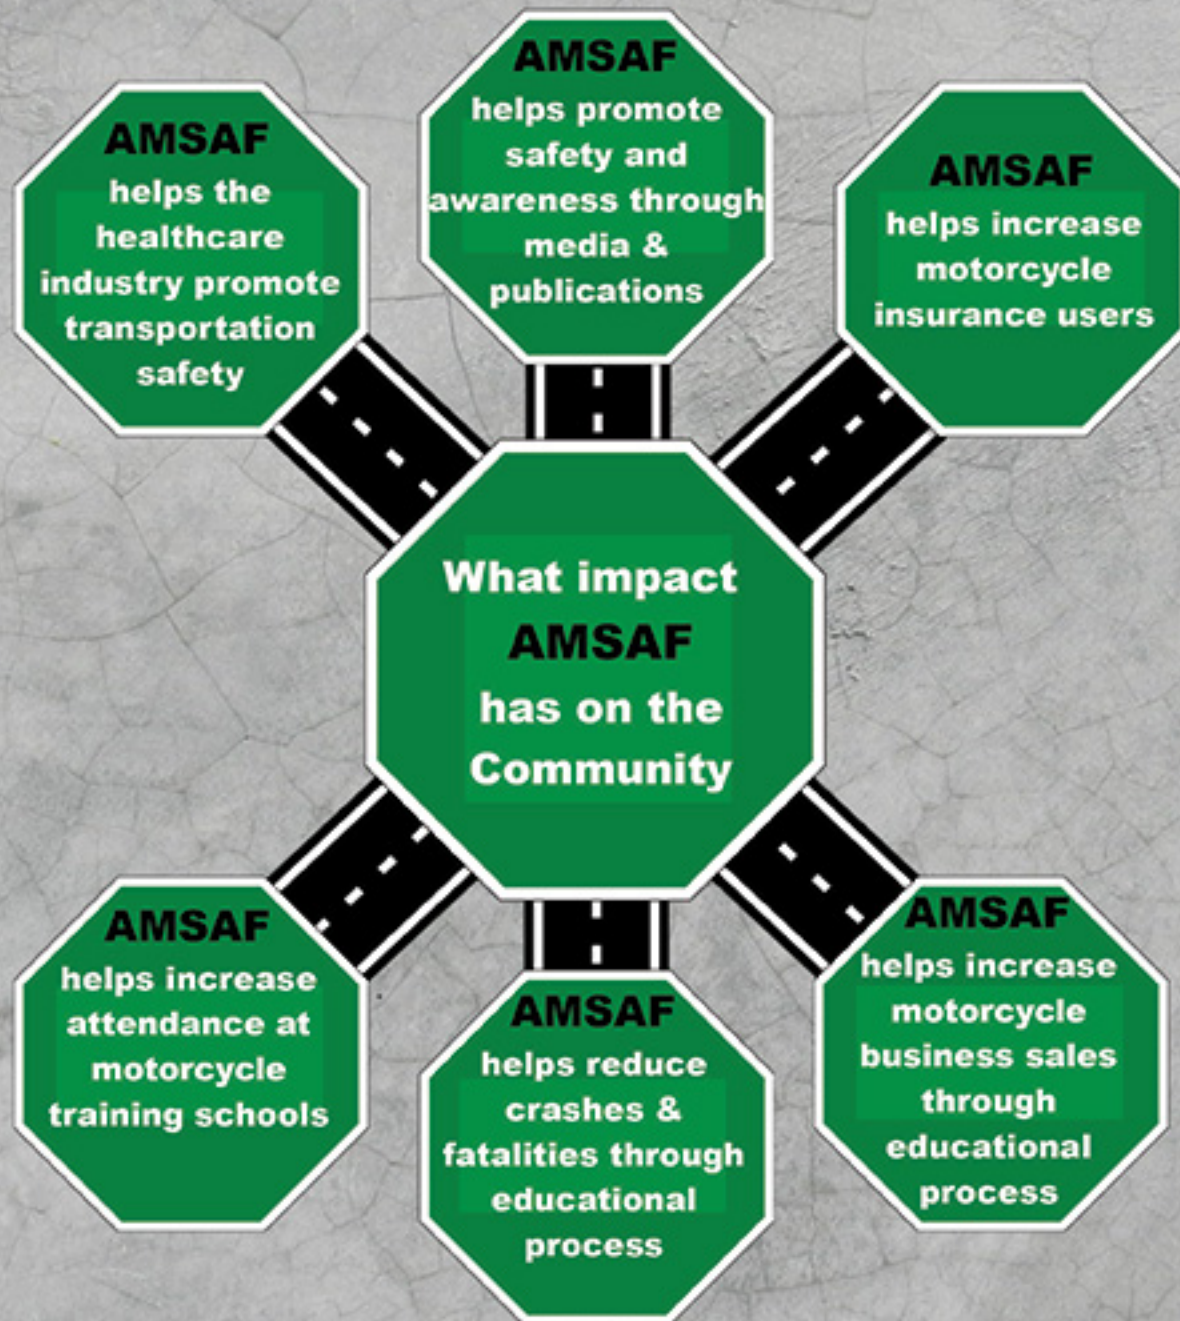 AMSAF
helps the
healthcare
industry promote
transportation
safety
AMSAF
helps promote
safety and
awareness through
media &
publications
AMSAF
helps increase
motorcycle
insurance users
What impact
AMSAF
has on the
Community
AMSAF
helps increase
attendance at
motorcycle
training schools
AMSAF
helps reduce
crashes &
fatalities through
educational
process
AMSAF
helps increase
motorcycle
business sales
through
educational
process